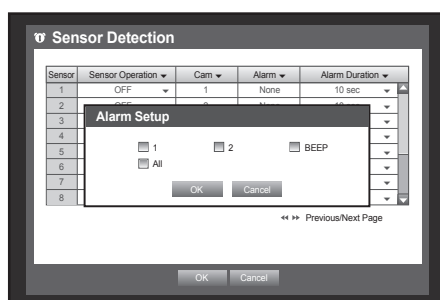 Sensor Detection
Sensor Sensor Operation Cam Alarm Alarm Duration
1 OFF 1 None 10 sec
2
3
4
5
6
7
8
Alarm Setup
1 2 BEEP
All
OK Cancel
Previous/Next Page
OK Cancel